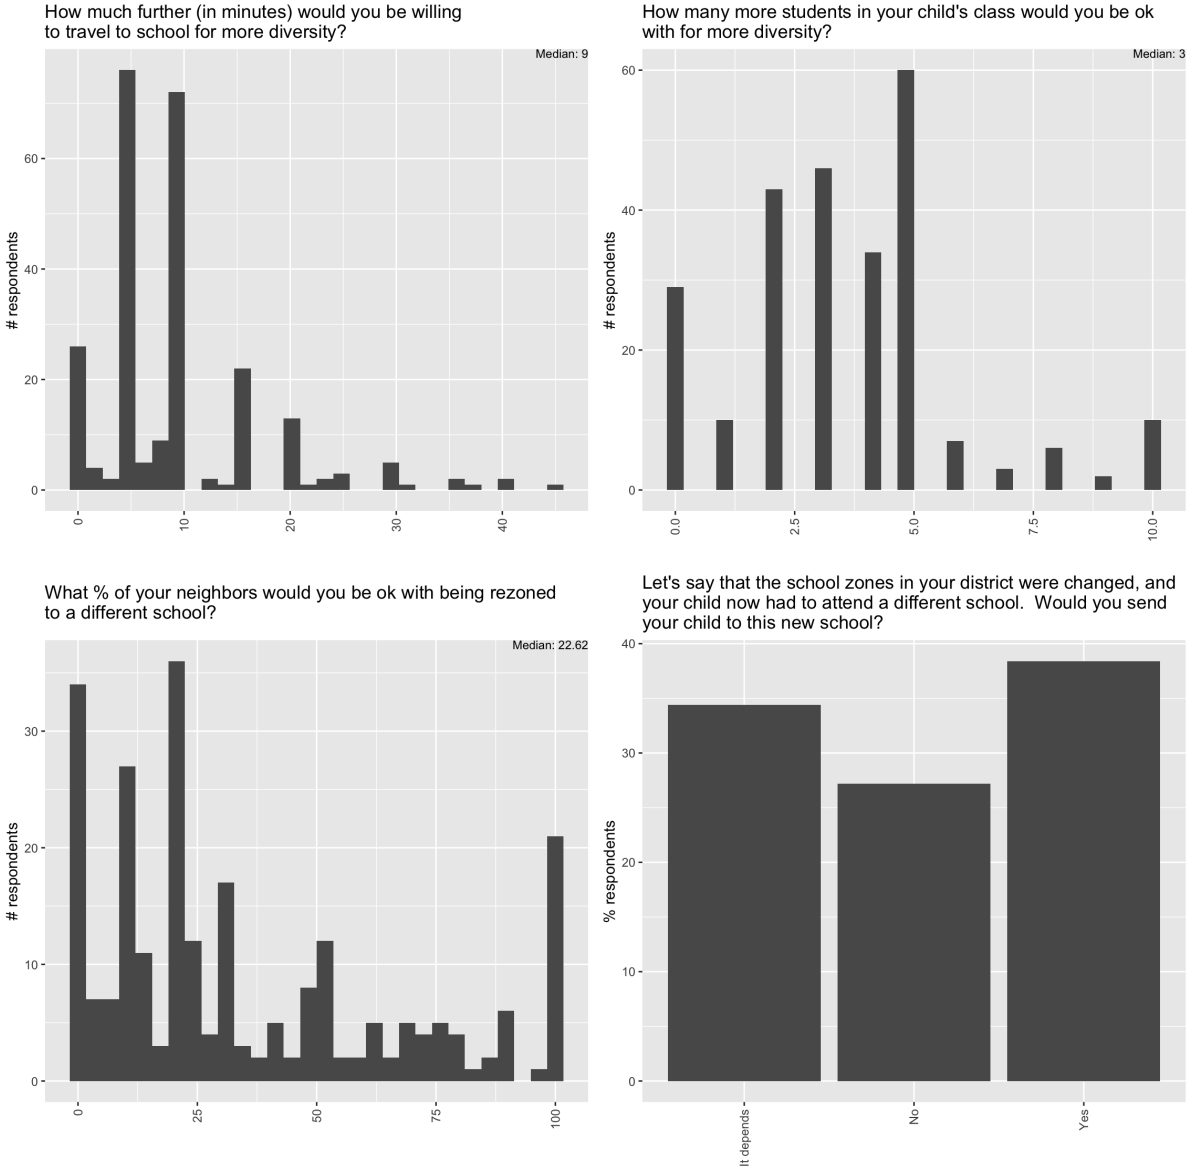 How much further (in minutes) would you be willing
to travel to school for more diversity?
Median: 9
# respondents
60
40
20
0
0
10
20
30
40
How many more students in your child's class would you be ok
with for more diversity?
Median: 3
# respondents
60
40
20
0
0.0
2.5
5.0
7.5
10.0
What % of your neighbors would you be ok with being rezoned
to a different school?
Median: 22.62
# respondents
30
20
10
0
0
25
50
75
100
Let's say that the school zones in your district were changed, and
your child now had to attend a different school.  Would you send
your child to this new school?
% respondents
40
30
20
10
0
It depends
No
Yes